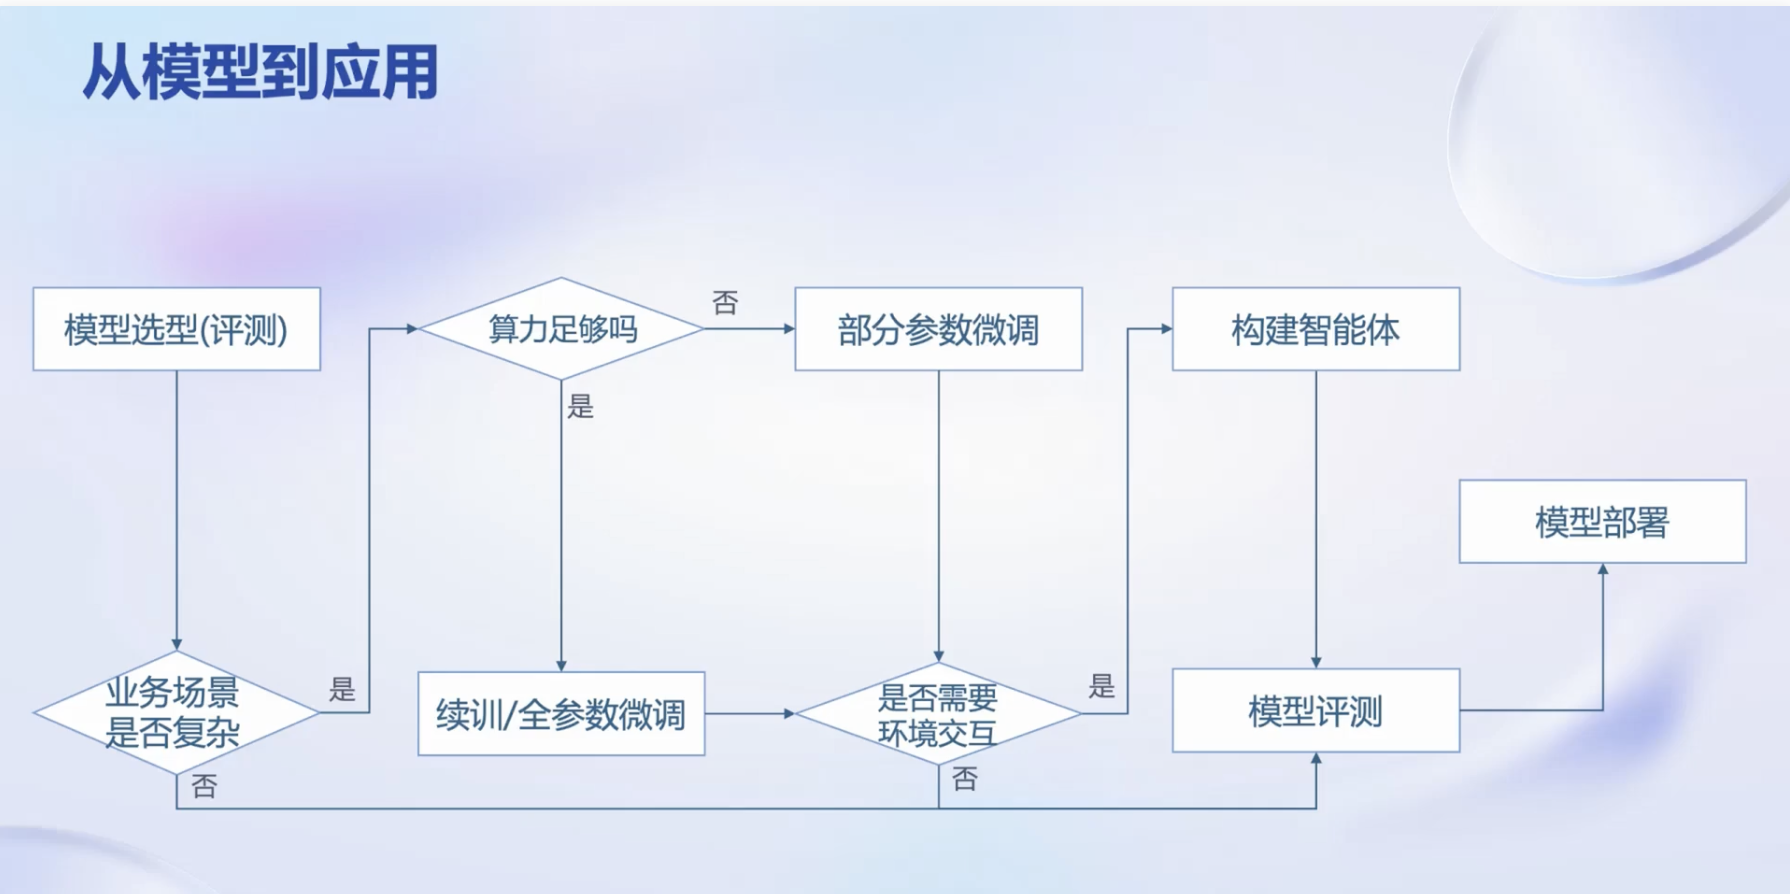 从模型到应用
模型选型(评测)
算力足够吗
否
部分参数微调
构建智能体
是
模型部署
业务场景
是否复杂
是
续训/全参数微调
是否需要
环境交互
是
模型评测
否
否